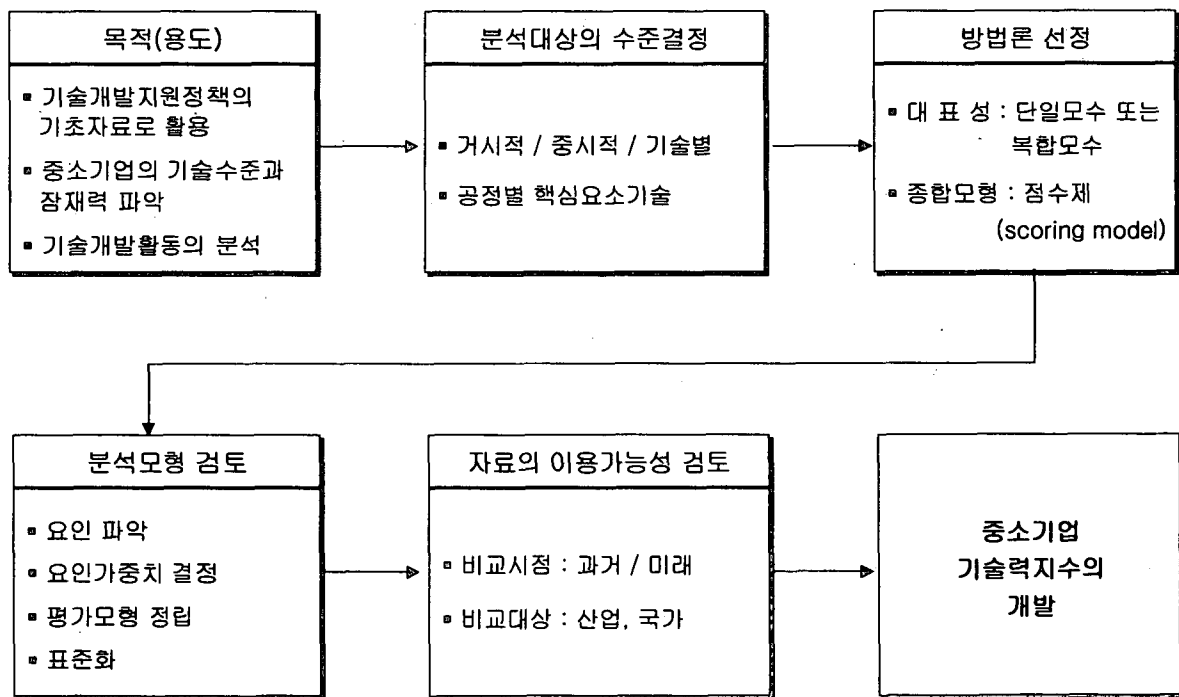 목적(용도)
▪ 기술개발지원정책의
기초자료로 활용
▪ 중소기업의 기술수준과
잠재력 파악
▪ 기술개발활동의 분석
분석대상의 수준결정
▪ 거시적 / 중시적 / 기술별
▪ 공정별 핵심요소기술
방법론 선정
▪ 대 표 성 : 단일모수 또는
복합모수
▪ 종합모형 : 점수제
(scoring model)
분석모형 검토
▪ 요인 파악
▪ 요인가중치 결정
▪ 평가모형 정립
▪ 표준화
자료의 이용가능성 검토
▪ 비교시점 : 과거 / 미래
▪ 비교대상 : 산업, 국가
중소기업
기술력지수의
개발